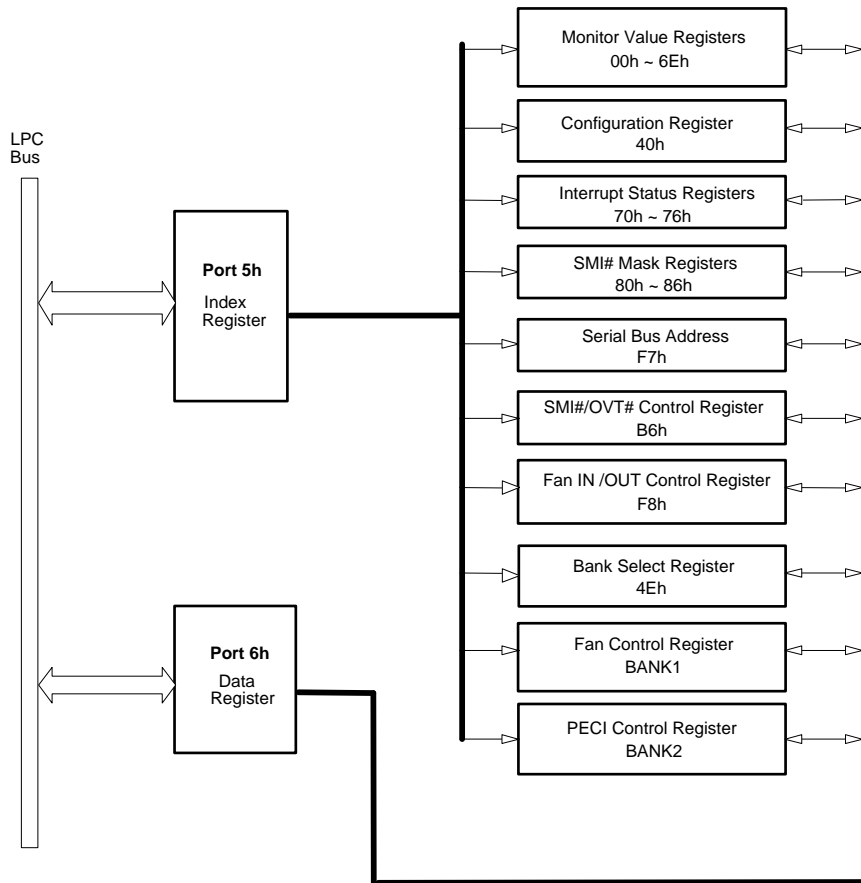 LPC
Bus
Port 5h
Index
Register
Port 6h
Data
Register
Monitor Value Registers
00h ~ 6Eh
Configuration Register
40h
Interrupt Status Registers
70h ~ 76h
SMI# Mask Registers
80h ~ 86h
Serial Bus Address
F7h
SMI#/OVT# Control Register
B6h
Fan IN /OUT Control Register
F8h
Bank Select Register
4Eh
Fan Control Register
BANK1
PECI Control Register
BANK2